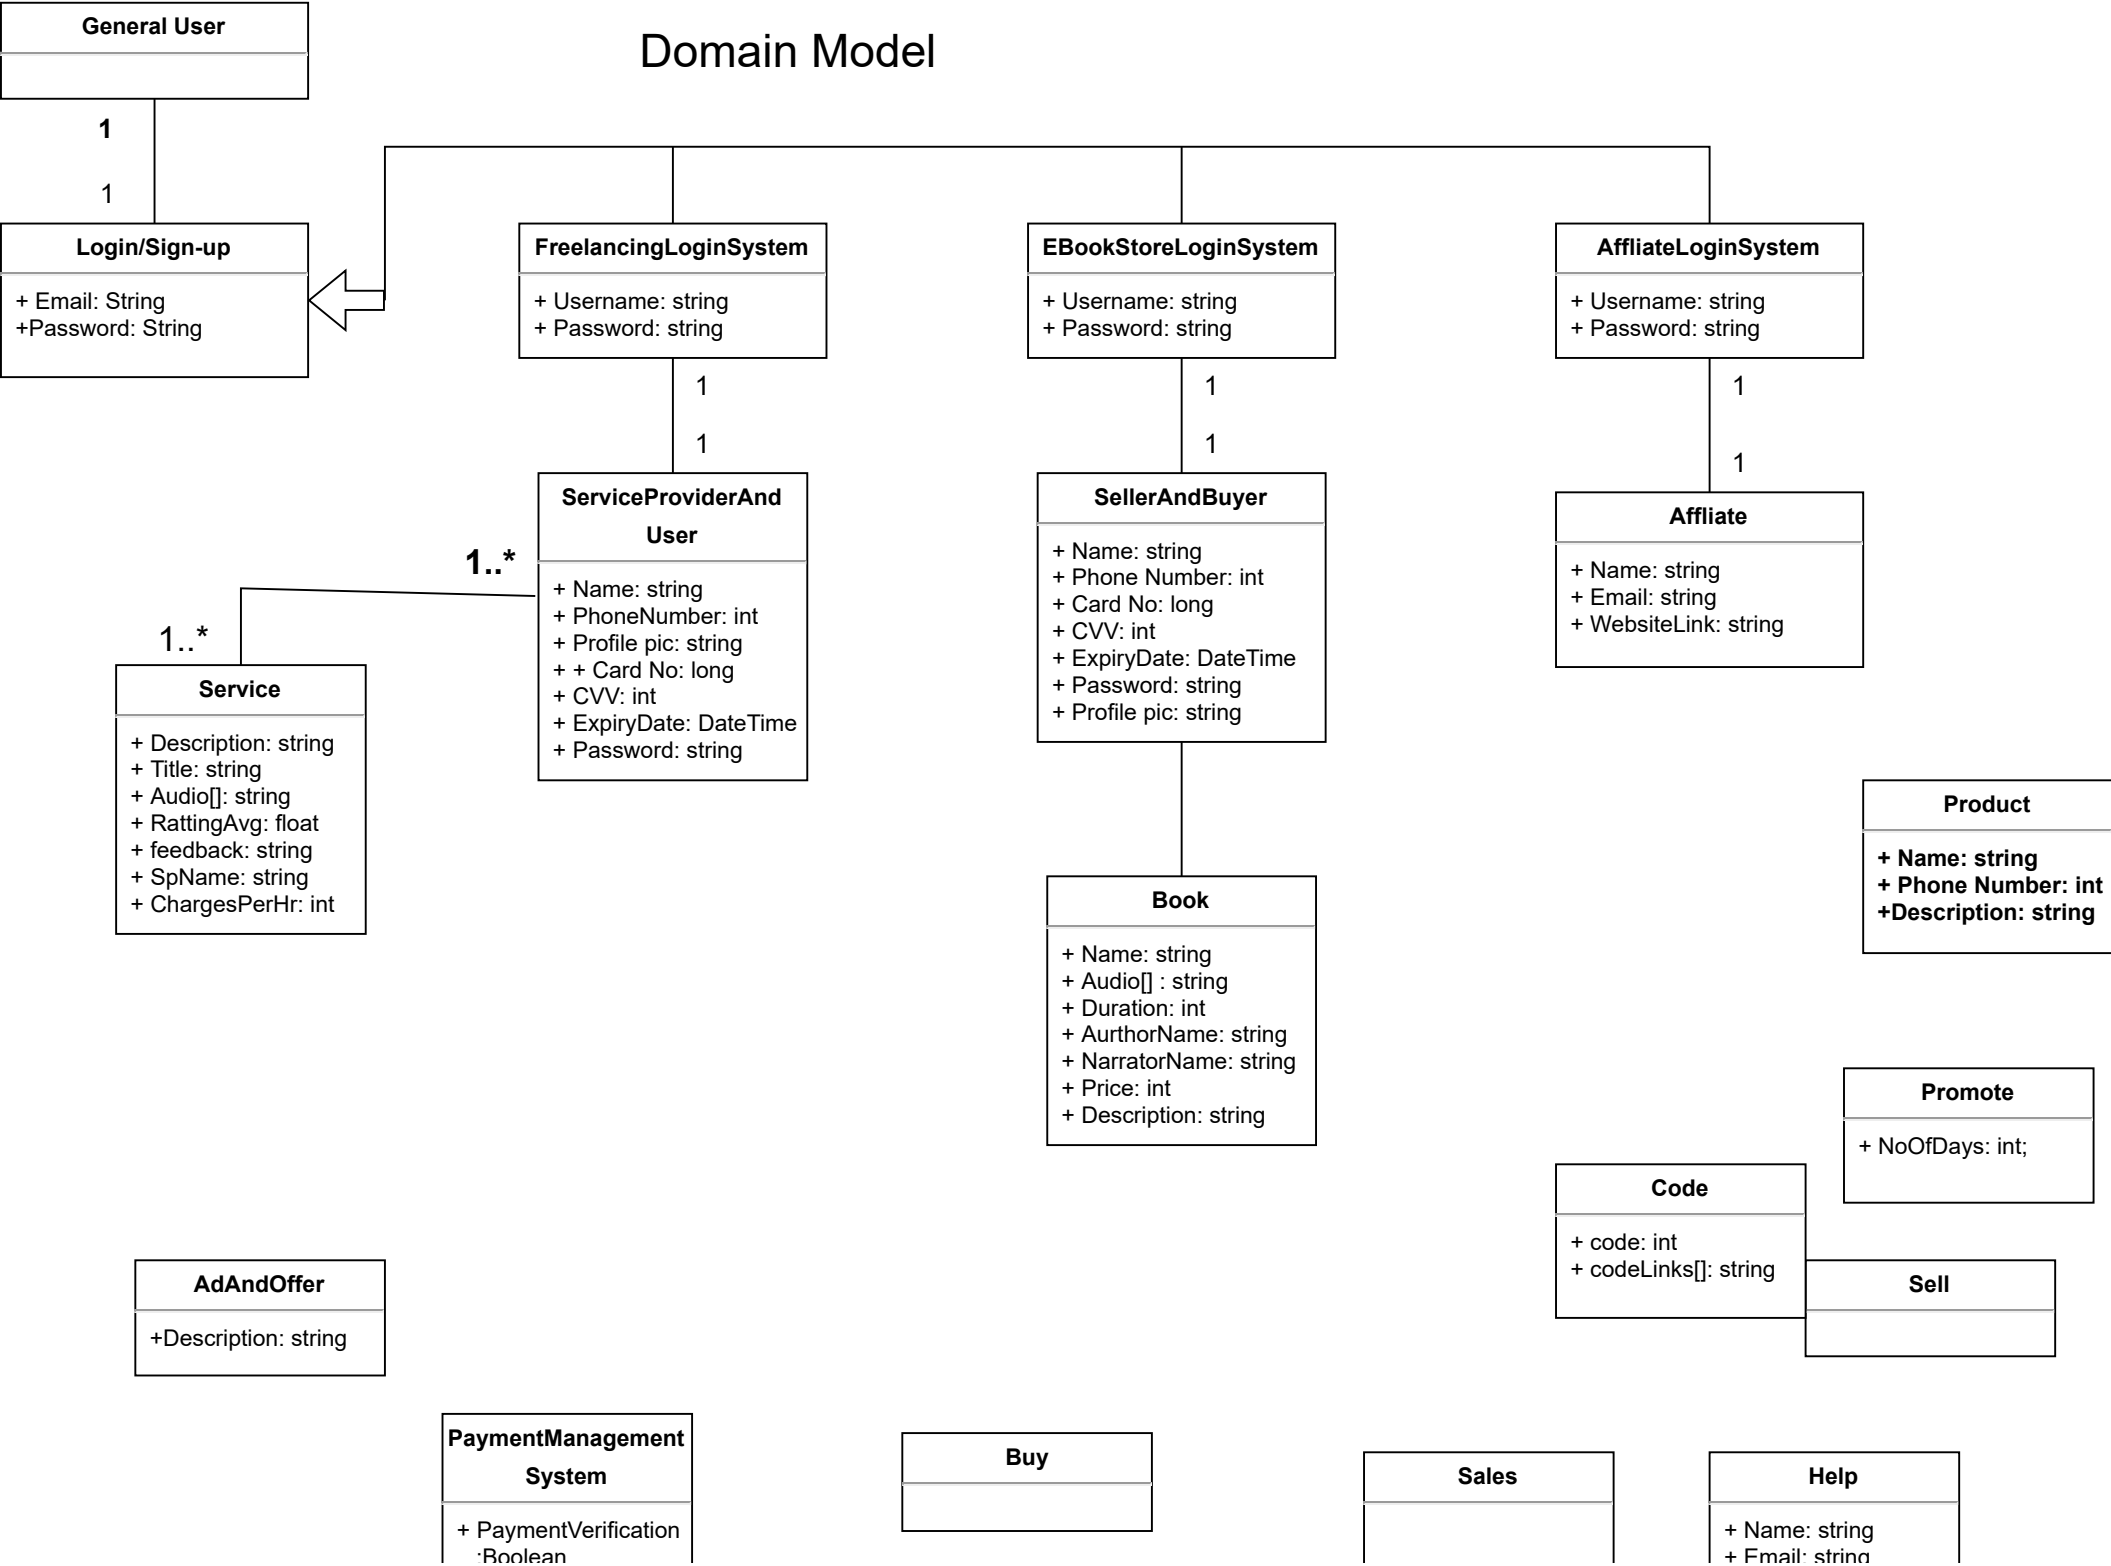 General User
Domain Model
1
1
Login/Sign-up
+ Email: String
+Password: String
FreelancingLoginSystem
+ Username: string
+ Password: string
EBookStoreLoginSystem
+ Username: string
+ Password: string
AffliateLoginSystem
+ Username: string
+ Password: string
1
1
1
1
1
1
ServiceProviderAnd
User
+ Name: string
+ PhoneNumber: int
+ Profile pic: string
+ + Card No: long
+ CVV: int
+ ExpiryDate: DateTime
+ Password: string
SellerAndBuyer
+ Name: string
+ Phone Number: int
+ Card No: long
+ CVV: int
+ ExpiryDate: DateTime
+ Password: string
+ Profile pic: string
Affliate
+ Name: string
+ Email: string
+ WebsiteLink: string
1..*
1..*
Service
+ Description: string
+ Title: string
+ Audio[]: string
+ RattingAvg: float
+ feedback: string
+ SpName: string
+ ChargesPerHr: int
Product
+ Name: string
+ Phone Number: int
+Description: string
Book
+ Name: string
+ Audio[] : string
+ Duration: int
+ AurthorName: string
+ NarratorName: string
+ Price: int
+ Description: string
Promote
+ NoOfDays: int;
Code
+ code: int
+ codeLinks[]: string
Sell
AdAndOffer
+Description: string
PaymentManagement
System
+ PaymentVerification
:Boolean
Buy
Sales
Help
+ Name: string
+ Email: string